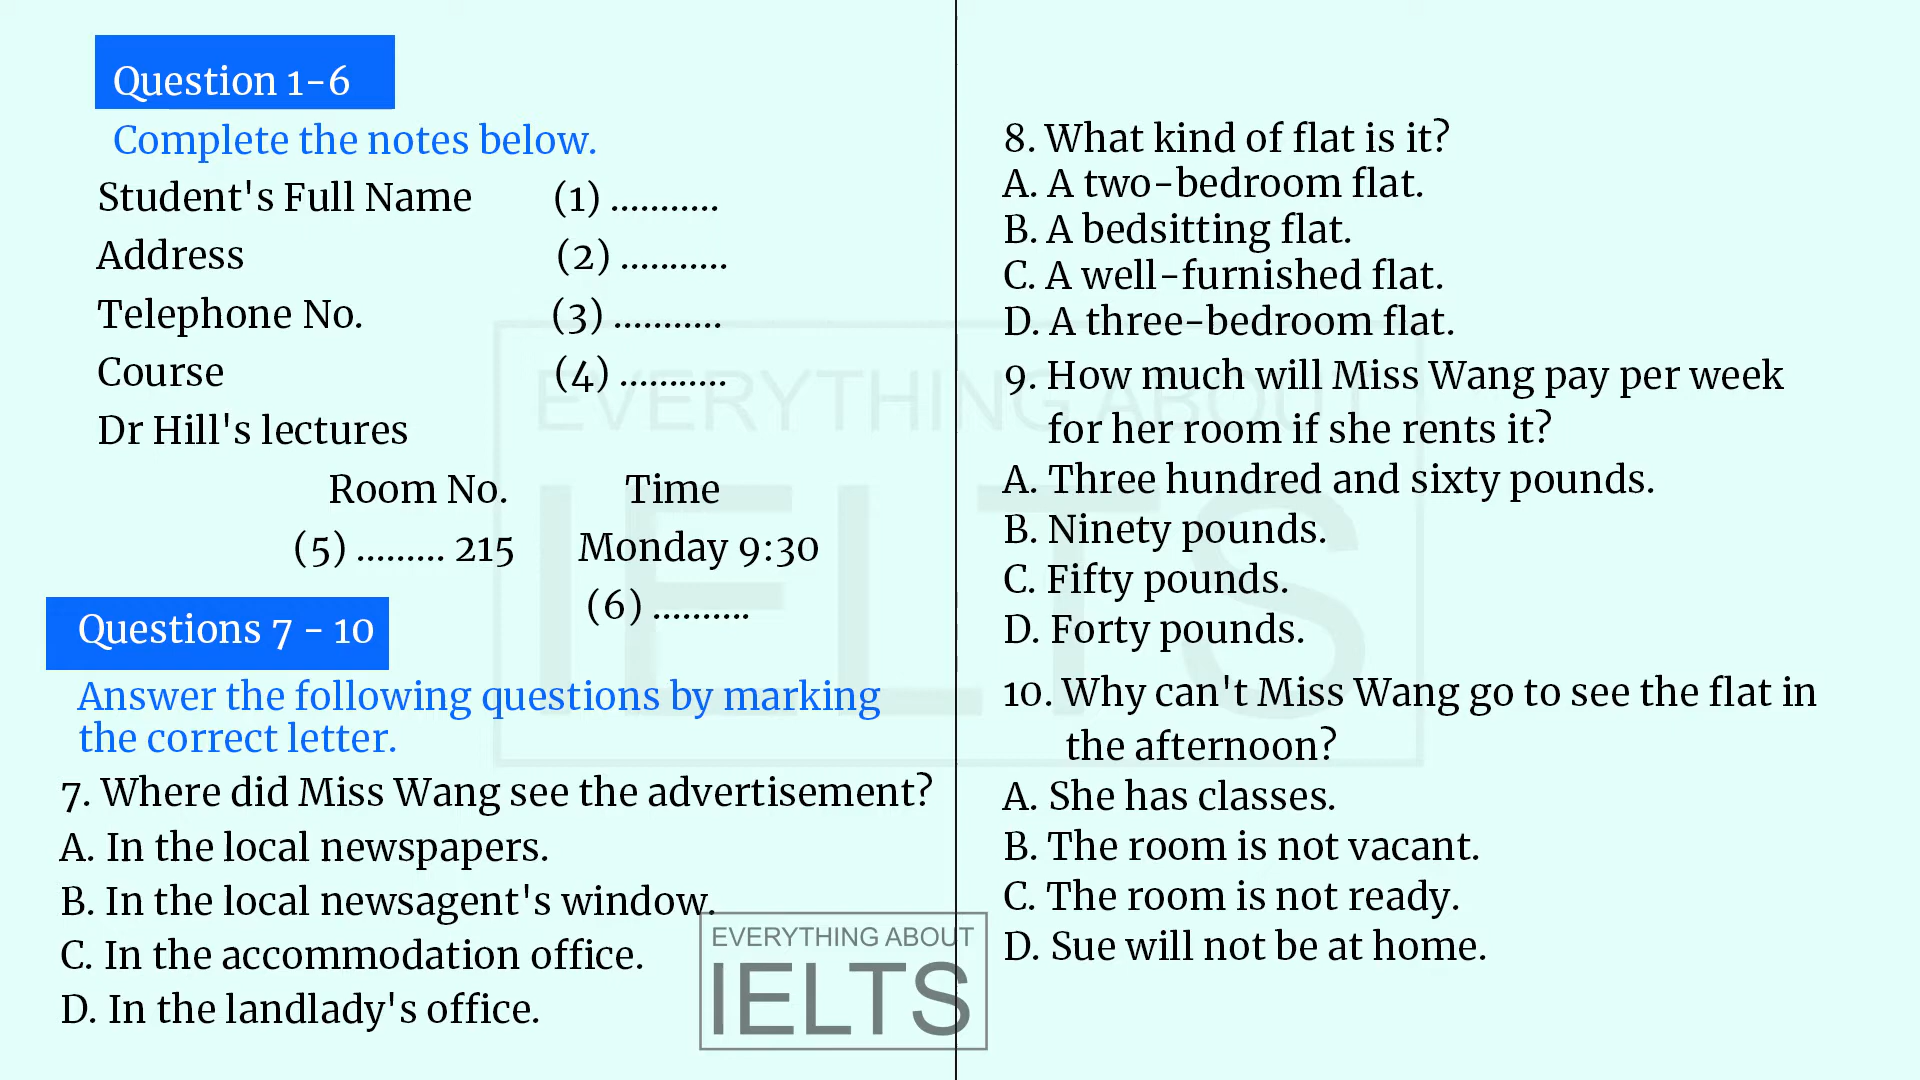 Question 1-6
Complete the notes below.
Student's Full Name (1) ...........
Address (2) ...........
Telephone No. (3) ...........
Course (4) ...........
Dr Hill's lectures
Room No. Time
(5) ......... 215 Monday 9:30
(6) ..........
Questions 7 - 10
Answer the following questions by marking
the correct letter.
7. Where did Miss Wang see the advertisement?
A. In the local newspapers.
B. In the local newsagent's window.
C. In the accommodation office.
D. In the landlady's office.
8. What kind of flat is it?
A. A two-bedroom flat.
B. A bedsitting flat.
C. A well-furnished flat.
D. A three-bedroom flat.
9. How much will Miss Wang pay per week
for her room if she rents it?
A. Three hundred and sixty pounds.
B. Ninety pounds.
C. Fifty pounds.
D. Forty pounds.
10. Why can't Miss Wang go to see the flat in
the afternoon?
A. She has classes.
B. The room is not vacant.
C. The room is not ready.
D. Sue will not be at home.
EVERYTHING ABOUT
IELTS
EVERYTHING ABOUT
IELTS